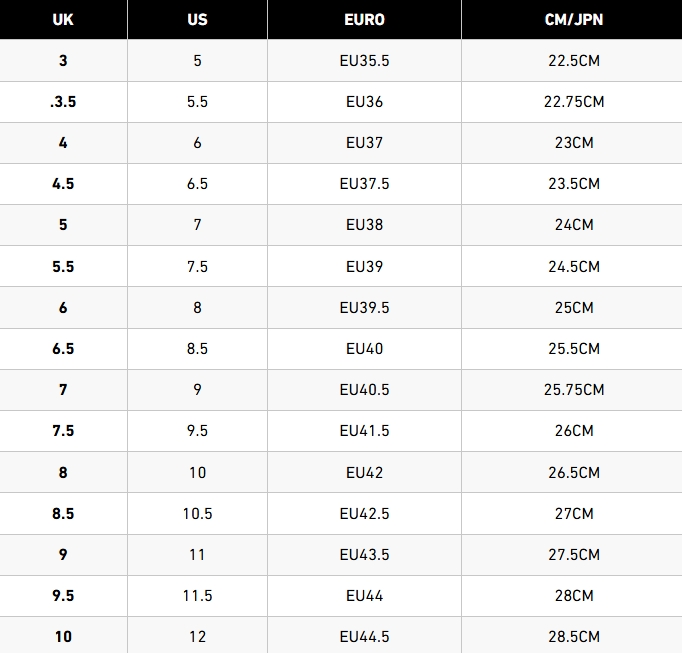 UK US EURO CM/JPN
3 5 EU35.5 22.5CM
.3.5 5.5 EU36 22.75CM
4 6 EU37 23CM
4.5 6.5 EU37.5 23.5CM
5 7 EU38 24CM
5.5 7.5 EU39 24.5CM
6 8 EU39.5 25CM
6.5 8.5 EU40 25.5CM
7 9 EU40.5 25.75CM
7.5 9.5 EU41.5 26CM
8 10 EU42 26.5CM
8.5 10.5 EU42.5 27CM
9 11 EU43.5 27.5CM
9.5 11.5 EU44 28CM
10 12 EU44.5 28.5CM